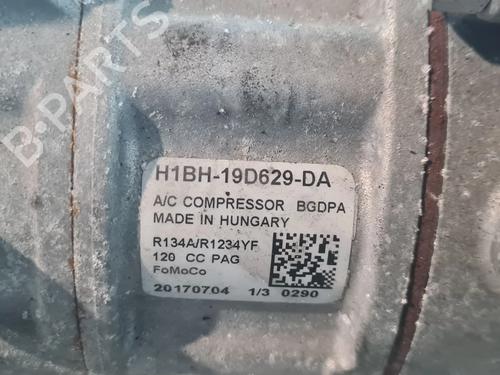 B-PARTS
H1BH-19D629-DA
A/C COMPRESSOR BGDPA
MADE IN HUNGARY
R134A/R1234YF
120 CC PAG
FoMoCo
20170704 1/3 0290